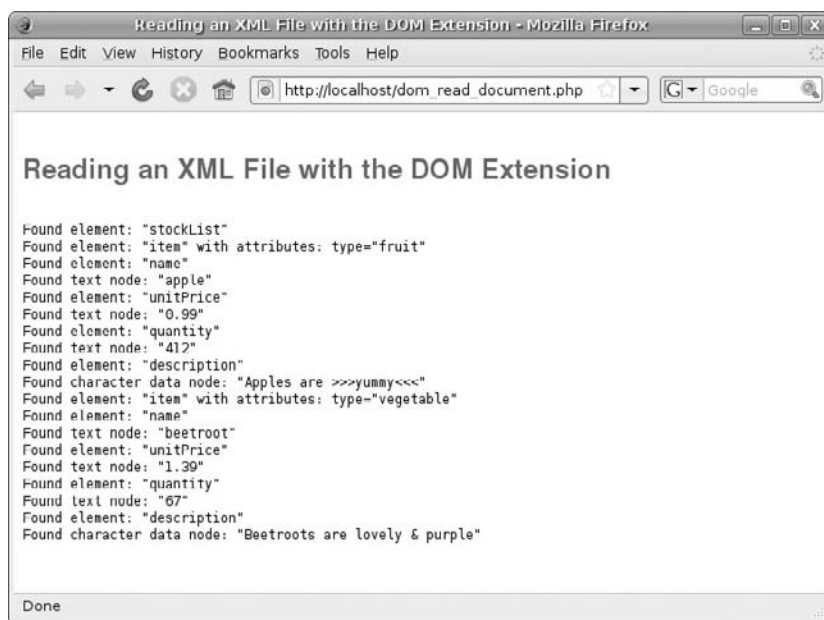 Reading an XML File with the DOM Extension - Mozilla Firefox
File Edit View History Bookmarks Tools Help
http://localhost/dom_read_document.php G Google
Reading an XML File with the DOM Extension
Found element: "stockList"
Found element: "item" with attributes: type="fruit"
Found element: "name"
Found text node: "apple"
Found element: "unitPrice"
Found text node: "0.99"
Found element: "quantity"
Found text node: "412"
Found element: "description"
Found character data node: "Apples are >>>yummy<<<"
Found element: "item" with attributes: type="vegetable"
Found element: "name"
Found text node: "beetroot"
Found element: "unitPrice"
Found text node: "1.39"
Found element: "quantity"
Found text node: "67"
Found element: "description"
Found character data node: "Beetroots are lovely & purple"
Done